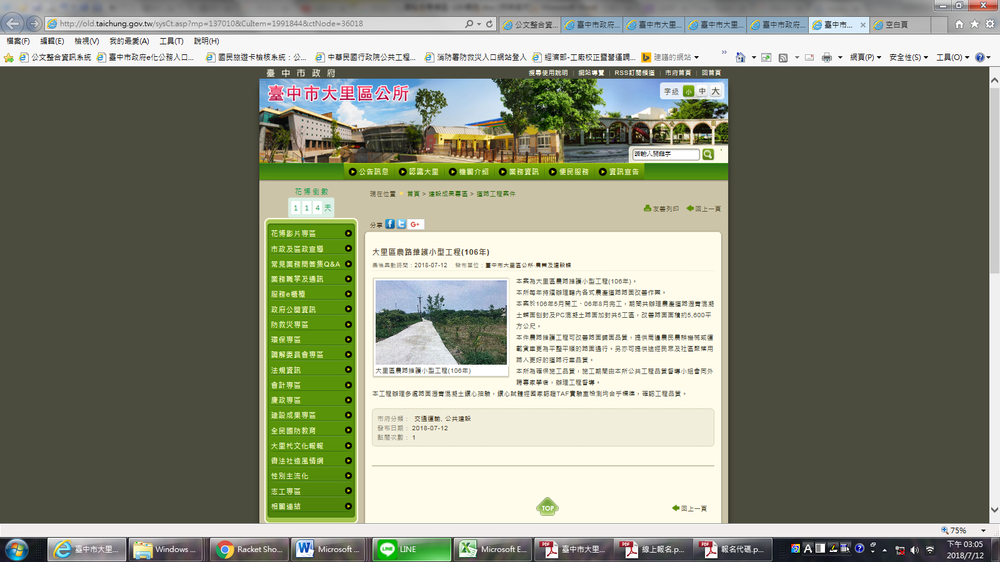 http://old.taichung.gov.tw/sysCt.asp?mp=137010&CuItem=1991844&ctNode=36018
公文整合資...
臺中市政府...
臺中市大里...
臺中市大里...
臺中市政府...
臺中市...
空白頁
檔案(F) 編輯(E) 檢視(V) 我的最愛(A) 工具(T) 說明(H)
公文整合資訊系統
臺中市政府e化公務入口...
國民旅遊卡檢核系統：公...
中華民國行政院公共工程...
消防署防救災入口網站登入
經濟部-工廠校正暨營運調...
建議的網站
網頁(P) 安全性(S) 工具(O)
臺中市政府
搜尋使用說明 | 網站導覽 | RSS訂閱頻道 | 市府首頁 | 回首頁
臺中市大里區公所
字級 小 中 大
請輸入關鍵字
公告訊息 認識大里 機關介紹 業務資訊 便民服務 資訊宣告
花博倒數
1 1 4 天
現在位置 首頁 > 建設成果專區 > 道路工程案件
友善列印 回上一頁
分享
G+
花博影片專區
市政及區政宣導
常見業務問答集Q&A
業務職掌及通訊
服務e櫃檯
政府公開資訊
防救災專區
環保專區
調解委員會專區
法規資訊
會計專區
廉政專區
建設成果專區
全民國防教育
大里杙文化報報
書法社造風情網
性別主流化
志工專區
相關連結
大里區農路維護小型工程(106年)
最後異動時間：2018-07-12 發布單位：臺中市大里區公所‧農業及建設課
大里區農路維護小型工程(106年)
本案為大里區農路維護小型工程(106年)。
本所每年持續辦理轄內各式農產道路路面改善作業。
本案於106年5月開工、06年8月完工，期間共辦理農產道路瀝青混凝
土鋪面刨封及PC混凝土路面加封共5工區，改善路面面積約5,600平
方公尺。
本件農路維護工程可改善路面鋪面品質，提供周邊農民農耕機械或運
載貨車更為平整平順的路面通行。另亦可提供途經民眾及社區聚落用
路人更好的道路行車品質。
本所為確保施工品質，施工期間由本所公共工程品質督導小組會同外
聘專家學者，辦理工程督導。
本工程辦理多處路面瀝青混凝土鑽心抽驗，鑽心試體經國家認證TAF實驗室檢測均合乎標準，確認工程品質。
市府分類： 交通運輸, 公共建設
發布日期： 2018-07-12
點閱次數： 1
TOP
回上一頁
75%
臺中市大里...
Windows ...
Racket Sho...
Microsoft ...
LINE
Microsoft E...
臺中市大里...
線上報名.p...
報名代碼.p...
下午 03:05
2018/7/12